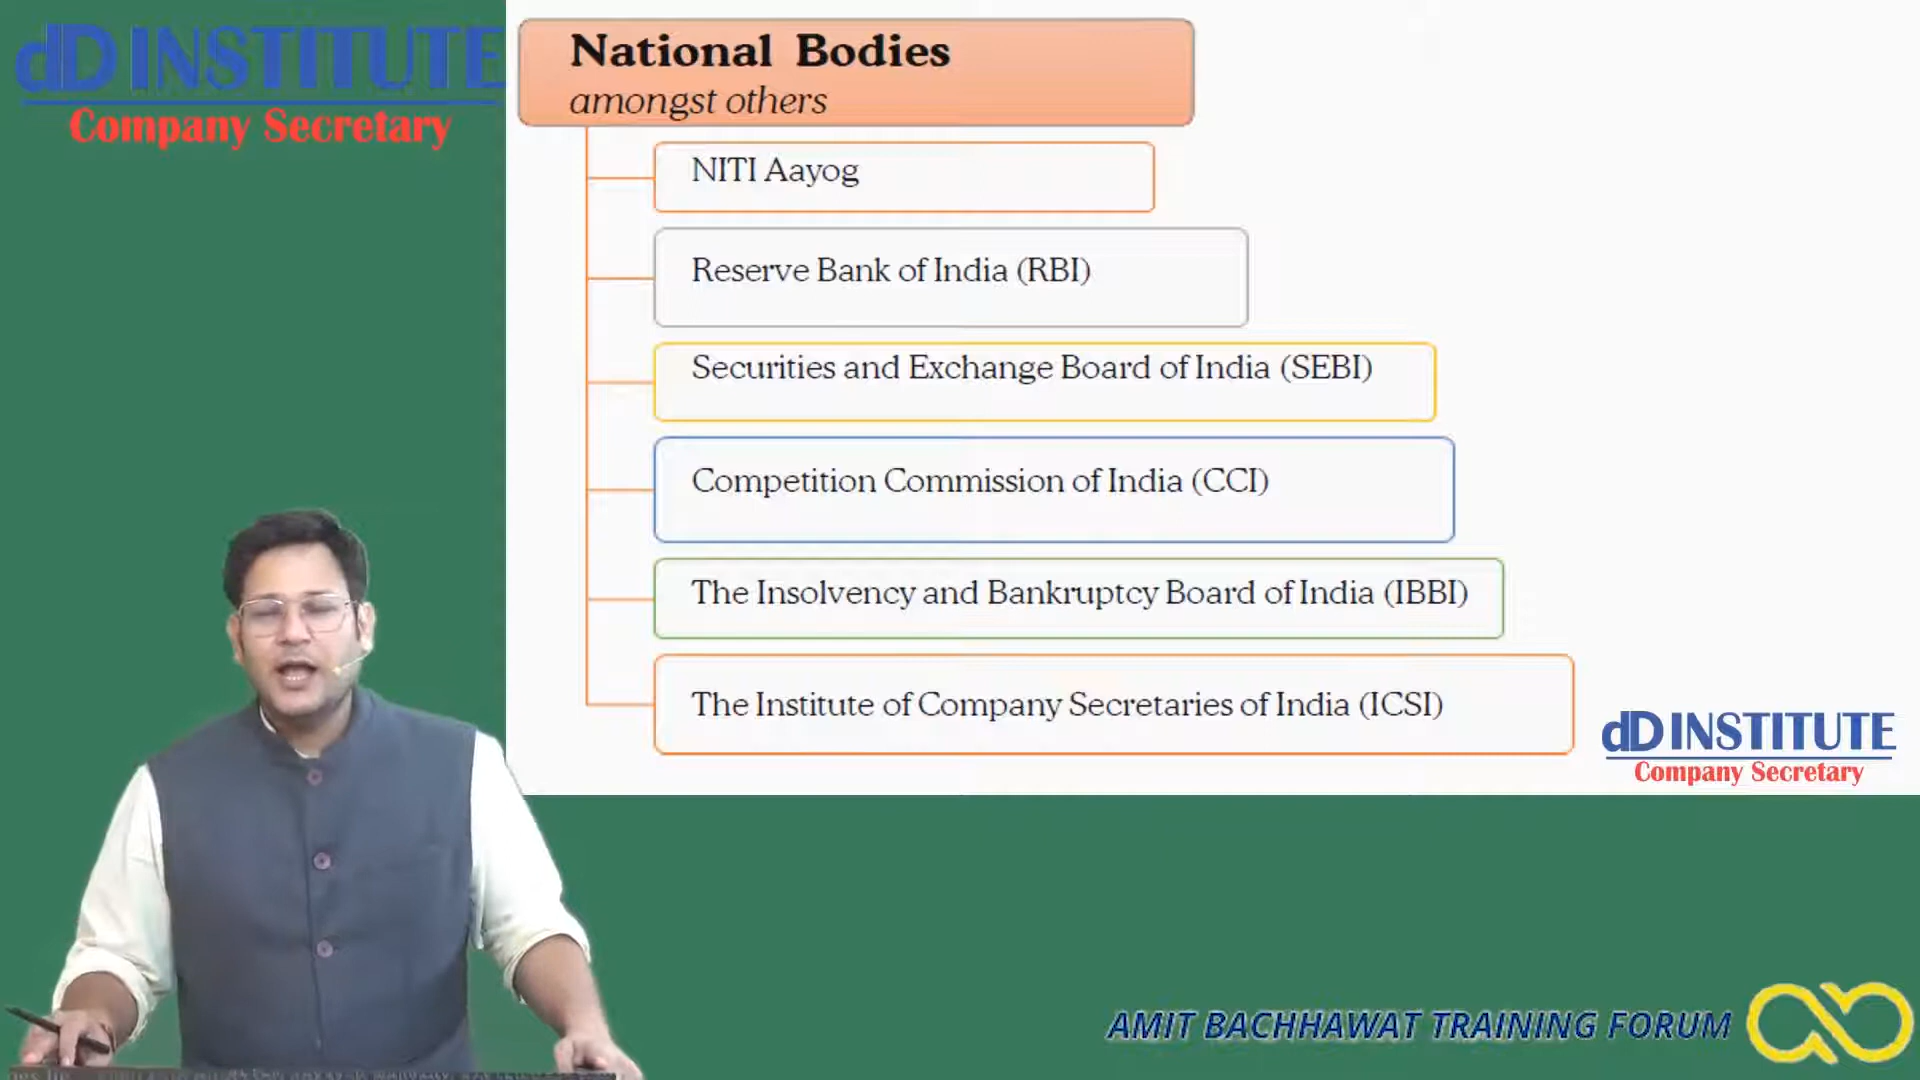 dD INSTITUTE
Company Secretary
National Bodies
amongst others
NITI Aayog
Reserve Bank of India (RBI)
Securities and Exchange Board of India (SEBI)
Competition Commission of India (CCI)
The Insolvency and Bankruptcy Board of India (IBBI)
The Institute of Company Secretaries of India (ICSI)
dD INSTITUTE
Company Secretary
AMIT BACHHAWAT TRAINING FORUM